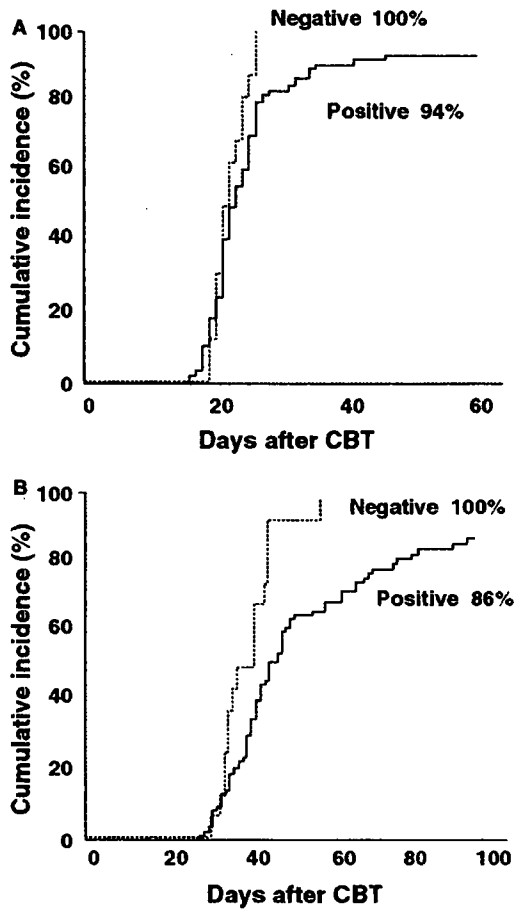 A
Negative 100%
Positive 94%
Cumulative incidence (%)
100
80
60
40
20
0
0 20 40 60
Days after CBT
B
Negative 100%
Positive 86%
Cumulative incidence (%)
100
80
60
40
20
0
0 20 40 60 80 100
Days after CBT